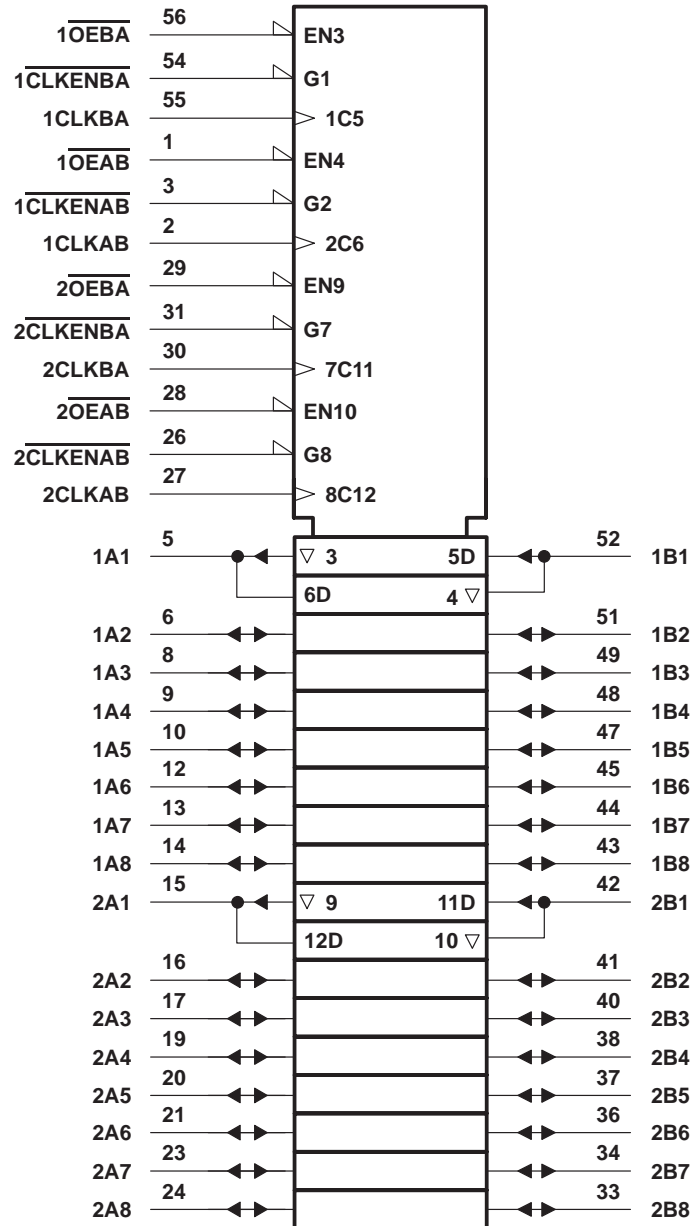 56
1OEBA EN3
54
1CLKENBA G1
55
1CLKBA 1C5
1
1OEAB EN4
3
1CLKENAB G2
2
1CLKAB 2C6
29
2OEBA EN9
31
2CLKENBA G7
30
2CLKBA 7C11
28
2OEAB EN10
26
2CLKENAB G8
27
2CLKAB 8C12
5 52
1A1 ▽ 3 5D 1B1
6D 4 ▽
6 51
1A2 1B2
8 49
1A3 1B3
9 48
1A4 1B4
10 47
1A5 1B5
12 45
1A6 1B6
13 44
1A7 1B7
14 43
1A8 1B8
15 42
2A1 ▽ 9 11D 2B1
12D 10 ▽
16 41
2A2 2B2
17 40
2A3 2B3
19 38
2A4 2B4
20 37
2A5 2B5
21 36
2A6 2B6
23 34
2A7 2B7
24 33
2A8 2B8